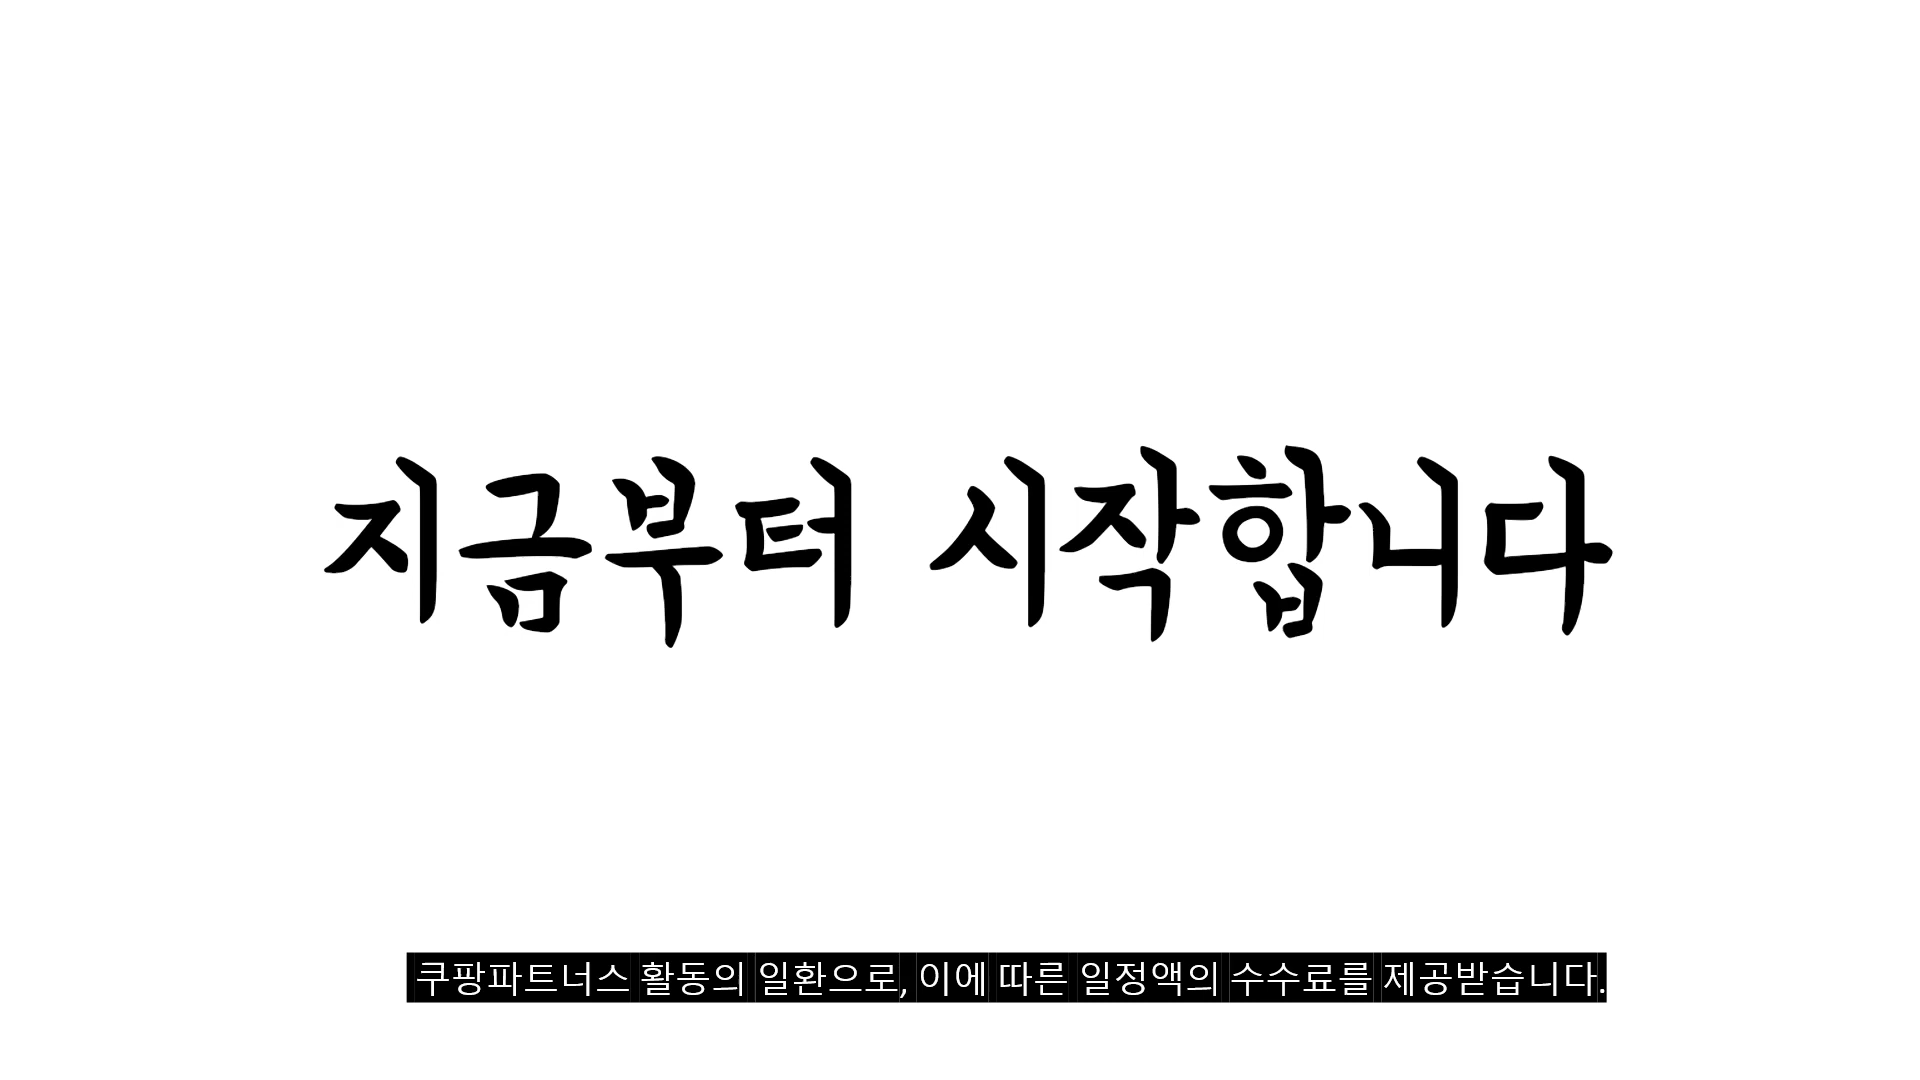 지금부터 시작합니다
쿠팡파트너스 활동의 일환으로, 이에 따른 일정액의 수수료를 제공받습니다.